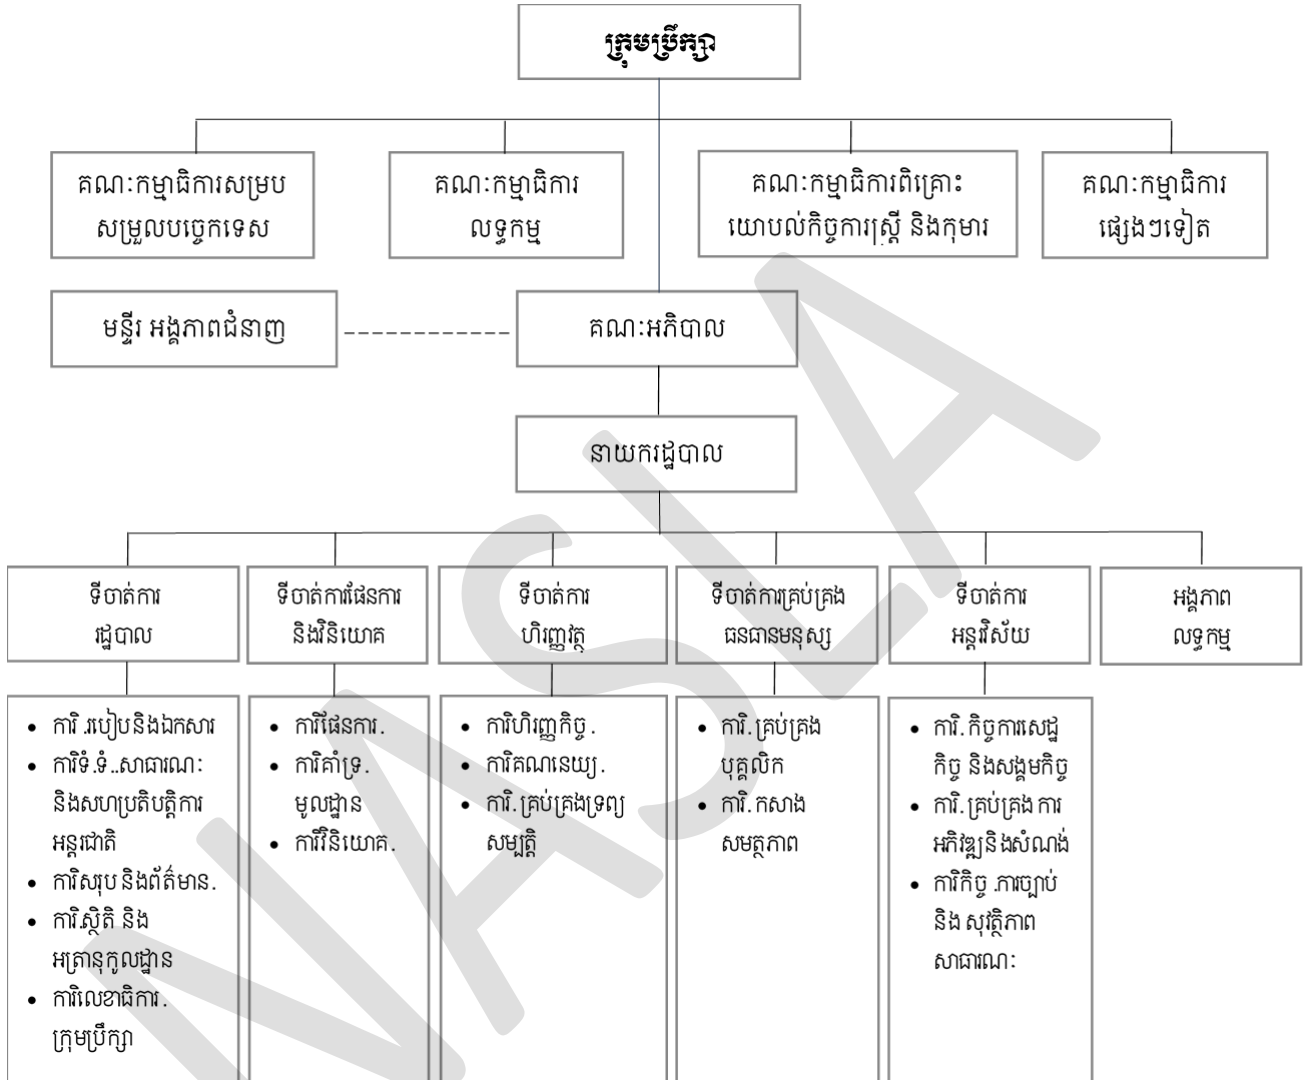 ក្រុមប្រឹក្សា
គណៈកម្មាធិការសម្រប
សម្រួលបច្ចេកទេស
គណៈកម្មាធិការ
លទ្ធកម្ម
គណៈកម្មាធិការពិគ្រោះ
យោបល់កិច្ចការស្ត្រី និងកុមារ
គណៈកម្មាធិការ
ផ្សេងៗទៀត
មន្ទីរ អង្គភាពជំនាញ
គណៈអភិបាល
នាយករដ្ឋបាល
ទីចាត់ការ
រដ្ឋបាល
ទីចាត់ការផែនការ
និងវិនិយោគ
ទីចាត់ការ
ហិរញ្ញវត្ថុ
ទីចាត់ការគ្រប់គ្រង
ធនធានមនុស្ស
ទីចាត់ការ
អន្តរវិស័យ
អង្គភាព
លទ្ធកម្ម
• ការិ .របៀបនិងឯកសារ
• ការិទំ.ទំ..សាធារណៈ
និងសហប្រតិបត្តិការ
អន្តរជាតិ
• ការិសរុប និងព័ត៌មាន.
• ការិ.ស្ថិតិ និង
អត្រានុកូលដ្ឋាន
• ការិលេខាធិការ.
ក្រុមប្រឹក្សា
• ការិផែនការ.
• ការិគាំទ្រ.
មូលដ្ឋាន
• ការិវិនិយោគ.
• ការិហិរញ្ញកិច្ច.
• ការិគណនេយ្យ.
• ការិ.គ្រប់គ្រងទ្រព្យ
សម្បត្តិ
• ការិ.គ្រប់គ្រង
បុគ្គលិក
• ការិ.កសាង
សមត្ថភាព
• ការិ.កិច្ចការសេដ្ឋ
កិច្ច និងសង្គមកិច្ច
• ការិ.គ្រប់គ្រង ការ
អភិវឌ្ឍនិងសំណង់
• ការិកិច្ច .ការច្បាប់
និង សុវត្ថិភាព
សាធារណៈ
NASLA